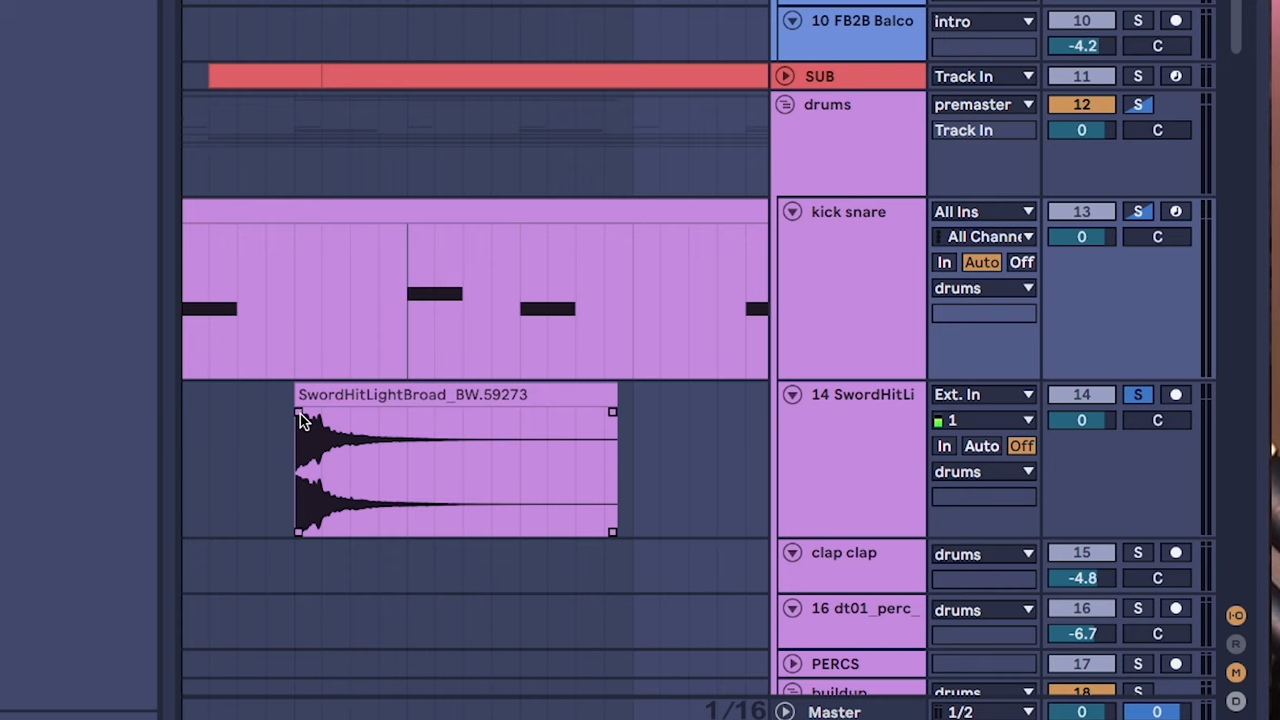 10 FB2B Balco intro 10 S
-4.2 C
SUB Track In 11 S
drums premaster 12 S
Track In 0 C
kick snare All Ins 13 S
All Channe 0 C
In Auto Off
drums
SwordHitLightBroad_BW.59273 14 SwordHitLi Ext. In 14 S
1 0 C
In Auto Off
drums
clap clap drums 15 S
-4.8 C
16 dt01_perc_ drums 16 S
-6.7 C
I·O
R
PERCS 17 S
M
buildup drums 18 S
D
1/16 Master 1/2 0 0